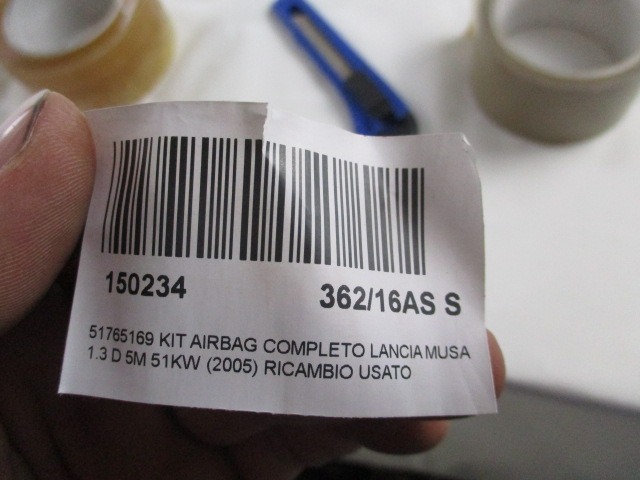 150234 362/16AS S
51765169 KIT AIRBAG COMPLETO LANCIA MUSA
1.3 D 5M 51KW (2005) RICAMBIO USATO